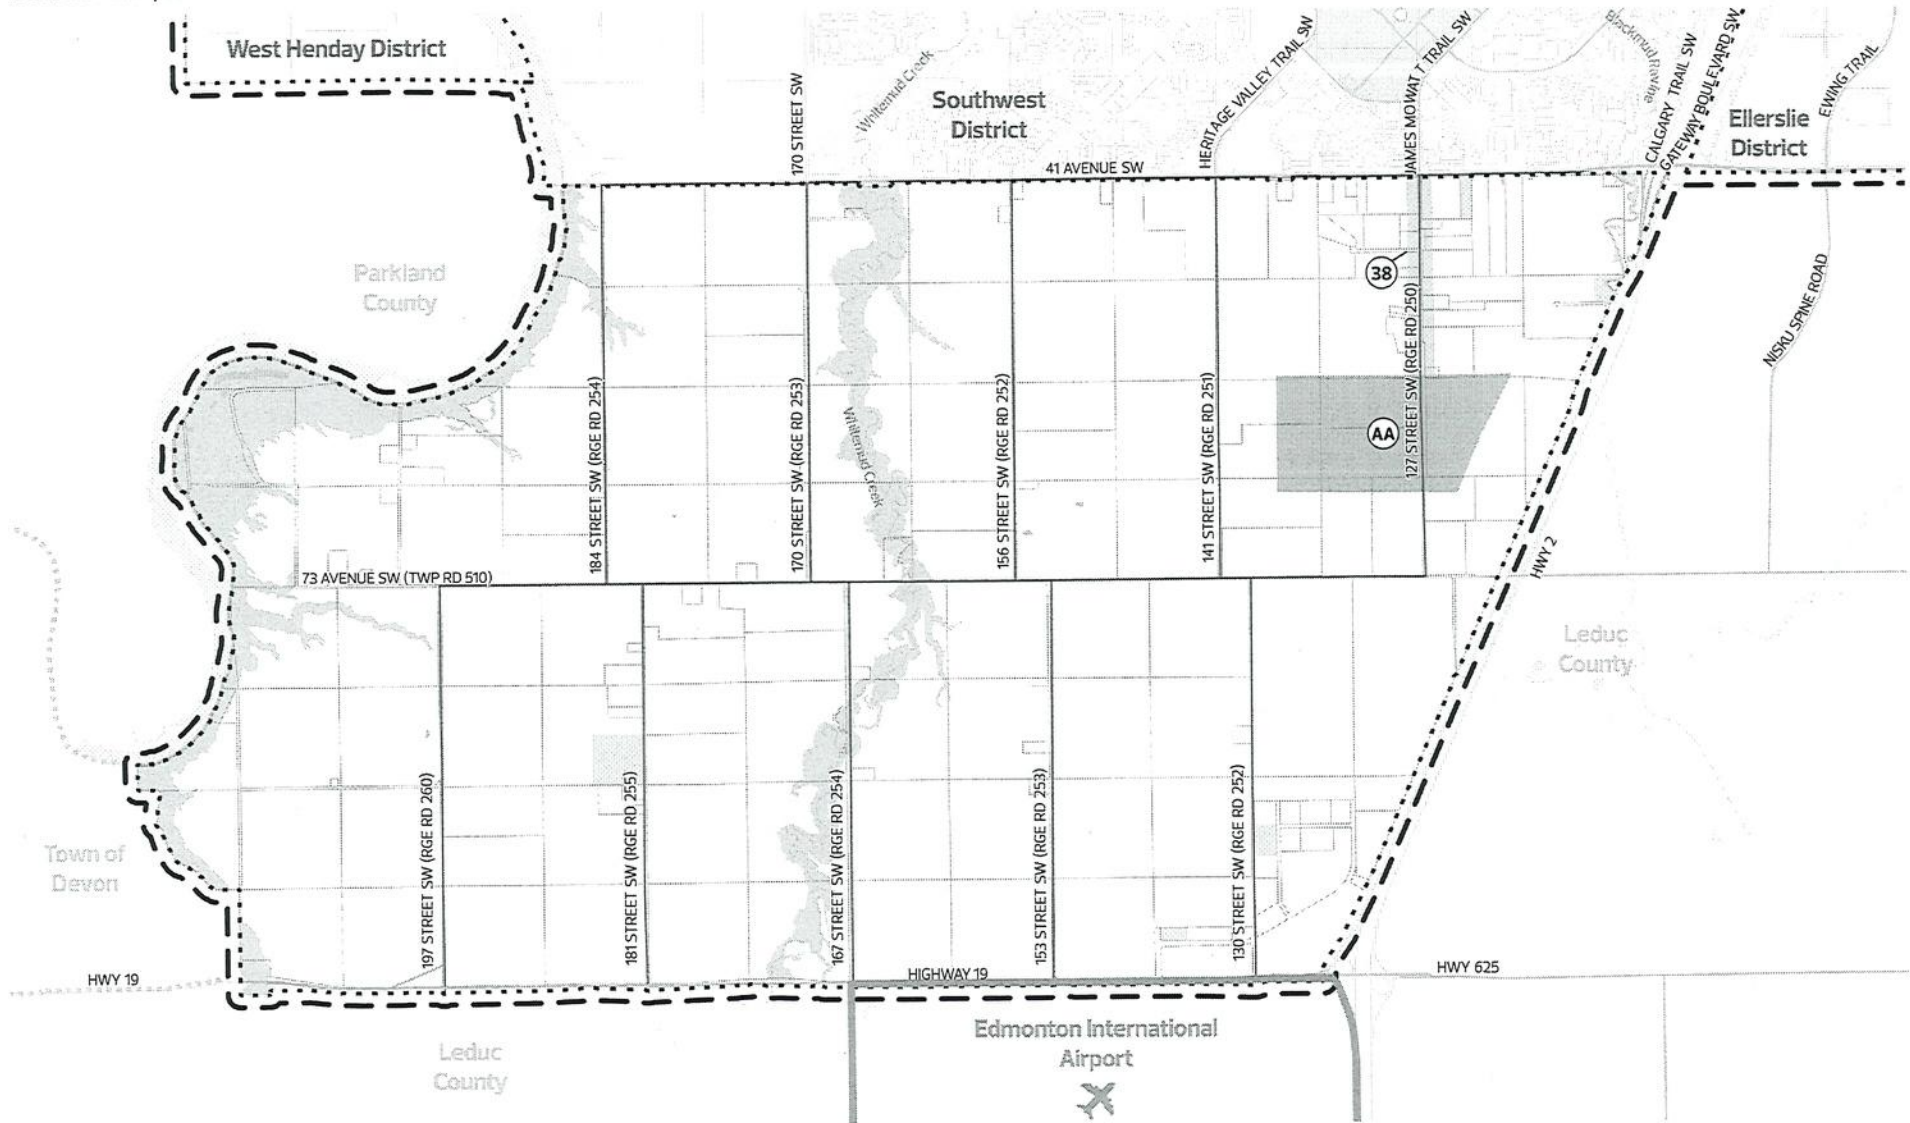 West Henday District
Southwest
District
Ellerslie
District
Whitemud Creek
170 STREET SW
HERITAGE VALLEY TRAIL SW
JAMES MOWAT T TRAIL SW
Blackmud Ravine
CALGARY TRAIL SW
GATEWAY BOULEVARD SW
EWING TRAIL
41 AVENUE SW
Parkland
County
38
NISKU SPINE ROAD
184 STREET SW (RGE RD 254)
170 STREET SW (RGE RD 253)
Whitemud Creek
156 STREET SW (RGE RD 252)
141 STREET SW (RGE RD 251)
AA
127 STREET SW (RGE RD 250)
HWY 2
73 AVENUE SW (TWP RD 510)
Leduc
County
Town of
Devon
197 STREET SW (RGE RD 260)
181 STREET SW (RGE RD 255)
167 STREET SW (RGE RD 254)
153 STREET SW (RGE RD 253)
130 STREET SW (RGE RD 252)
HWY 19
HIGHWAY 19
HWY 625
Edmonton International
Airport
Leduc
County